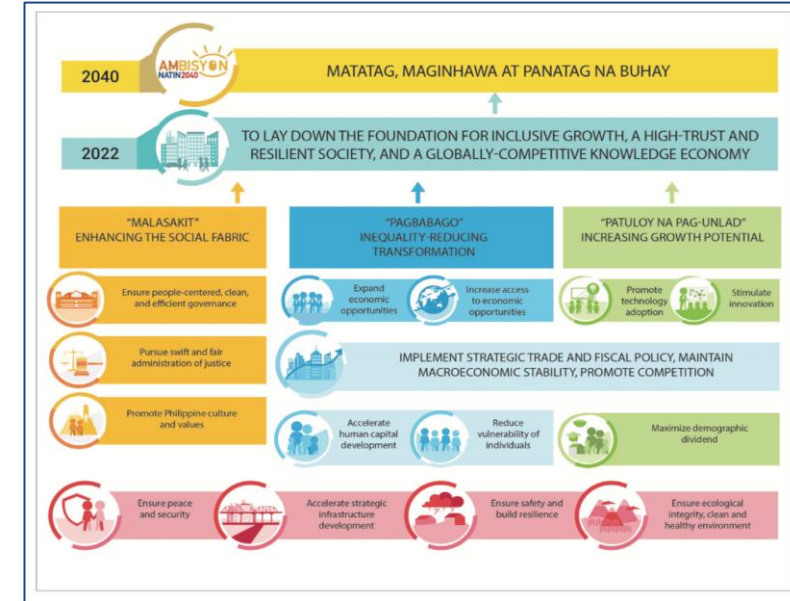 2040
AMBISYON
NATIN2040
MATATAG, MAGINHAWA AT PANATAG NA BUHAY
2022
TO LAY DOWN THE FOUNDATION FOR INCLUSIVE GROWTH, A HIGH-TRUST AND
RESILIENT SOCIETY, AND A GLOBALLY-COMPETITIVE KNOWLEDGE ECONOMY
"MALASAKIT"
ENHANCING THE SOCIAL FABRIC
"PAGBABAGO"
INEQUALITY-REDUCING
TRANSFORMATION
"PATULOY NA PAG-UNLAD"
INCREASING GROWTH POTENTIAL
Ensure people-centered, clean,
and efficient governance
Expand
economic
opportunities
Increase access
to economic
opportunities
Promote
technology
adoption
Stimulate
innovation
Pursue swift and fair
administration of justice
IMPLEMENT STRATEGIC TRADE AND FISCAL POLICY, MAINTAIN
MACROECONOMIC STABILITY, PROMOTE COMPETITION
Promote Philippine culture
and values
Accelerate
human capital
development
Reduce
vulnerability of
individuals
Maximize demographic
dividend
Ensure peace
and security
Accelerate strategic
infrastructure
development
Ensure safety and
build resilience
Ensure ecological
integrity, clean and
healthy environment